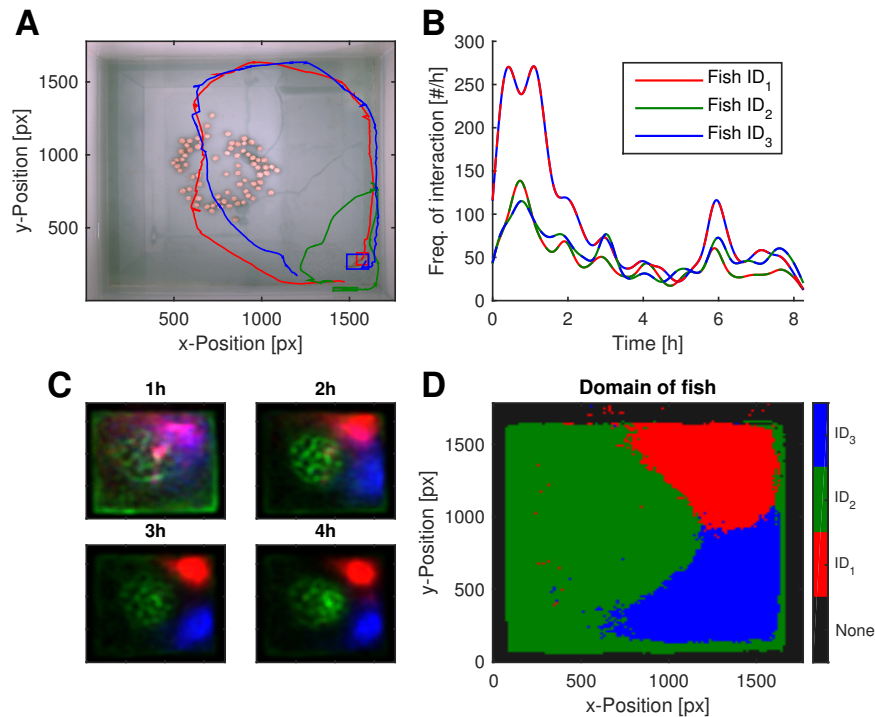 A
y-Position [px]
1500
1000
500
500
1000
1500
x-Position [px]
B
Freq. of interaction [#/h]
300
250
200
150
100
50
0
0
2
4
6
8
Time [h]
Fish ID1
Fish ID2
Fish ID3
C
1h
2h
3h
4h
D
Domain of fish
y-Position [px]
1500
1000
500
0
0
500
1000
1500
x-Position [px]
ID3
ID2
ID1
None